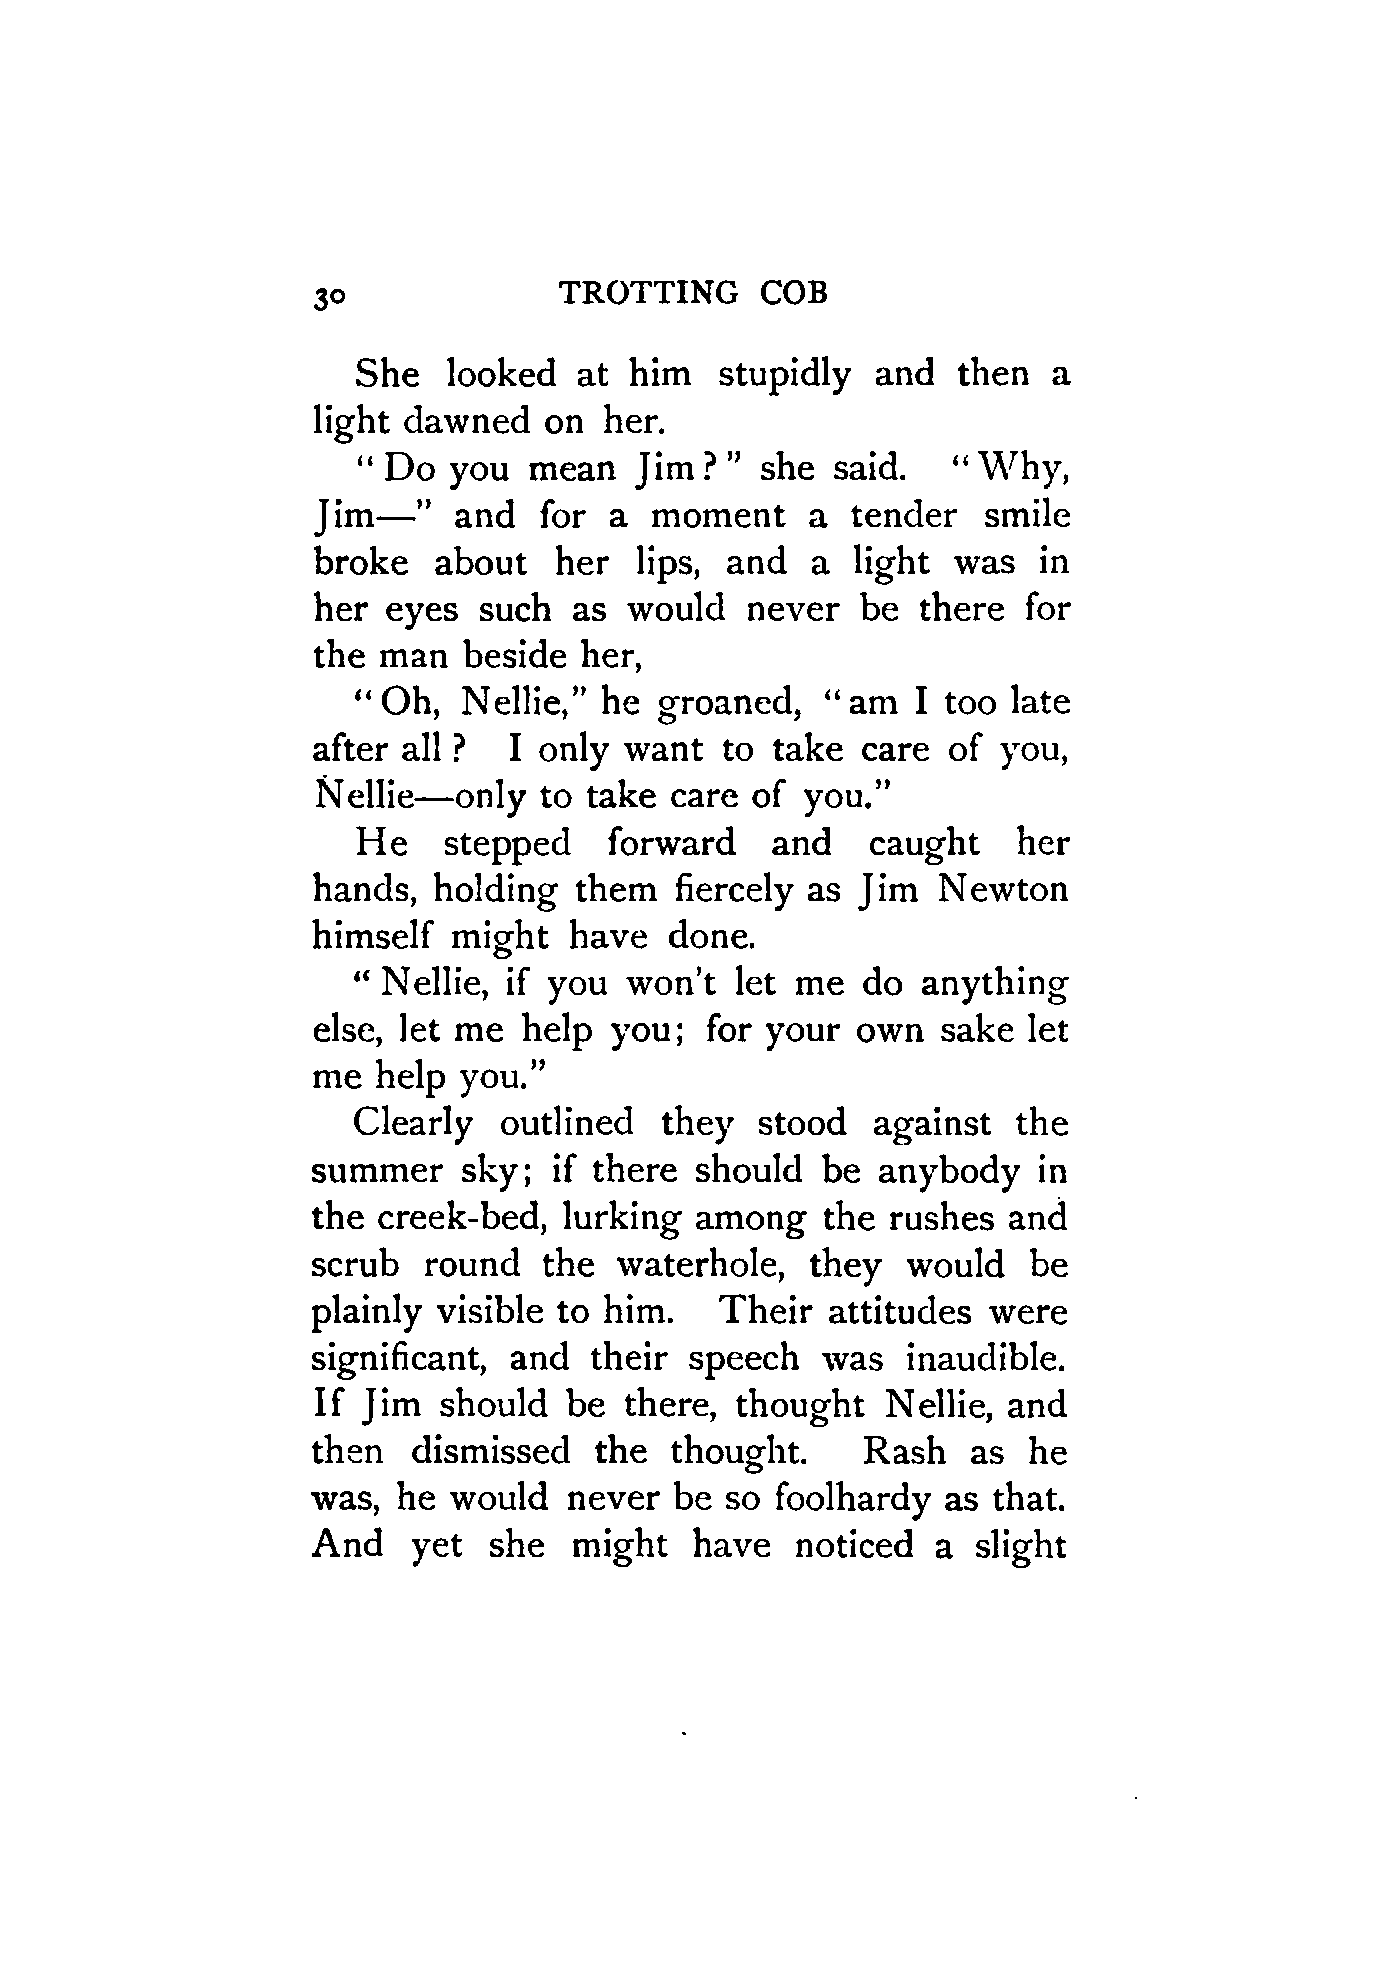 30 TROTTING COB
She looked at him stupidly and then a
light dawned on her.
“ Do you mean Jim ? ” she said. “ Why,
Jim—” and for a moment a tender smile
broke about her lips, and a light was in
her eyes such as would never be there for
the man beside her,
“ Oh, Nellie,” he groaned, “ am I too late
after all ? I only want to take care of you,
Nellie—only to take care of you.”
He stepped forward and caught her
hands, holding them fiercely as Jim Newton
himself might have done.
“ Nellie, if you won’t let me do anything
else, let me help you; for your own sake let
me help you.”
Clearly outlined they stood against the
summer sky; if there should be anybody in
the creek-bed, lurking among the rushes and
scrub round the waterhole, they would be
plainly visible to him. Their attitudes were
significant, and their speech was inaudible.
If Jim should be there, thought Nellie, and
then dismissed the thought. Rash as he
was, he would never be so foolhardy as that.
And yet she might have noticed a slight